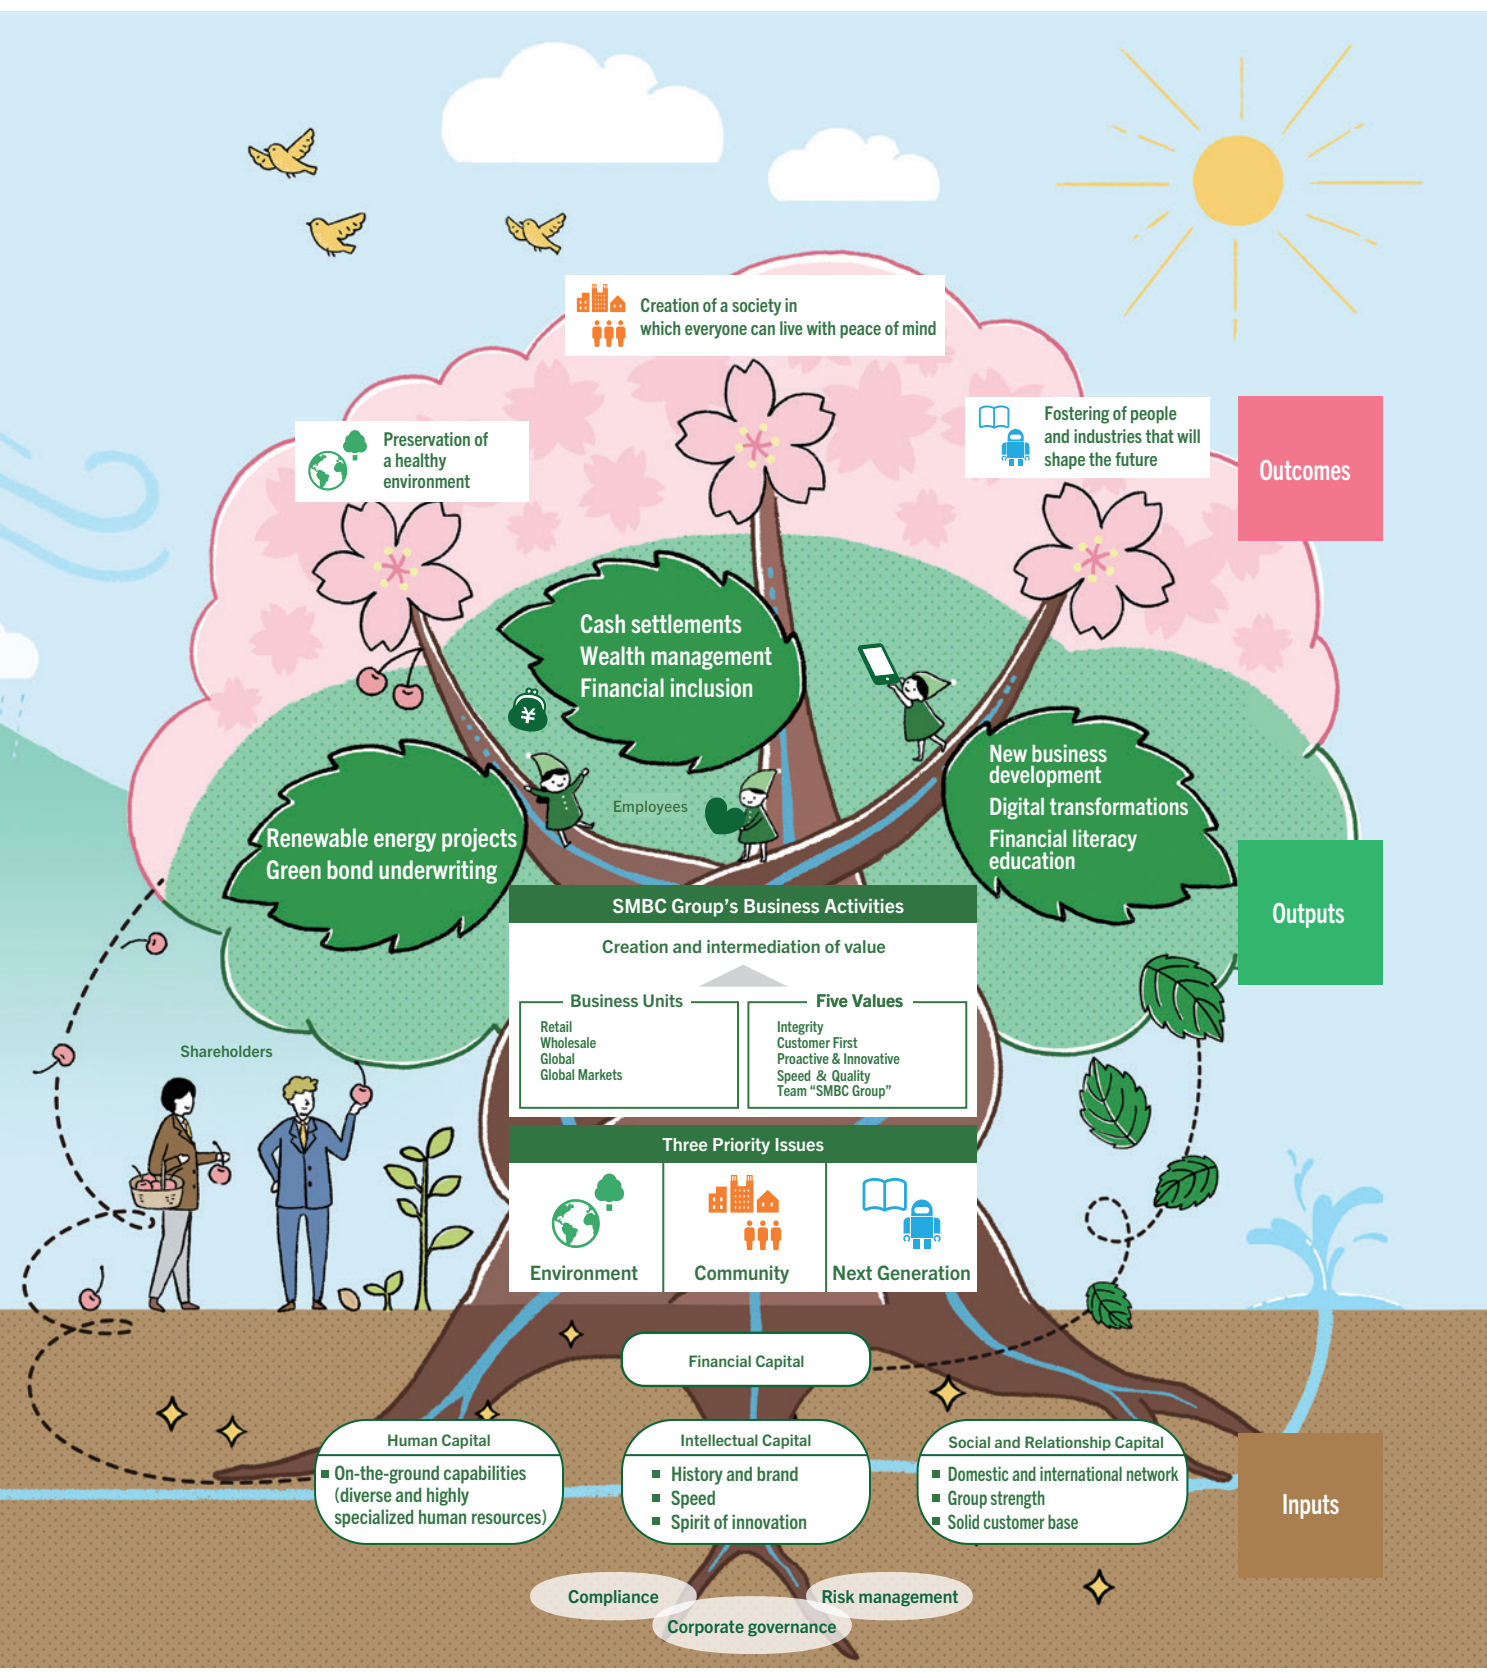 Creation of a society in
which everyone can live with peace of mind
Preservation of
a healthy
environment
Fostering of people
and industries that will
shape the future
Outcomes
Cash settlements
Wealth management
Financial inclusion
¥
Employees
New business
development
Digital transformations
Financial literacy
education
Renewable energy projects
Green bond underwriting
Outputs
SMBC Group's Business Activities
Creation and intermediation of value
Business Units
Retail
Wholesale
Global
Global Markets
Five Values
Integrity
Customer First
Proactive & Innovative
Speed & Quality
Team “SMBC Group”
Shareholders
Three Priority Issues
Environment
Community
Next Generation
Financial Capital
Human Capital
■ On-the-ground capabilities
(diverse and highly
specialized human resources)
Intellectual Capital
■ History and brand
■ Speed
■ Spirit of innovation
Social and Relationship Capital
■ Domestic and international network
■ Group strength
■ Solid customer base
Inputs
Compliance
Risk management
Corporate governance